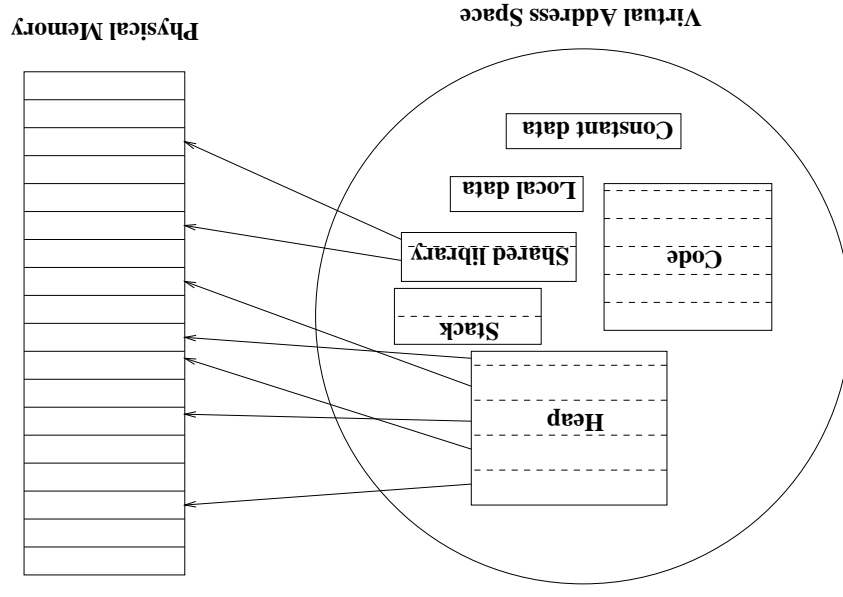 Heap
Stack
Code
Shared library
Local data
Constant data
Virtual Address Space
Physical Memory